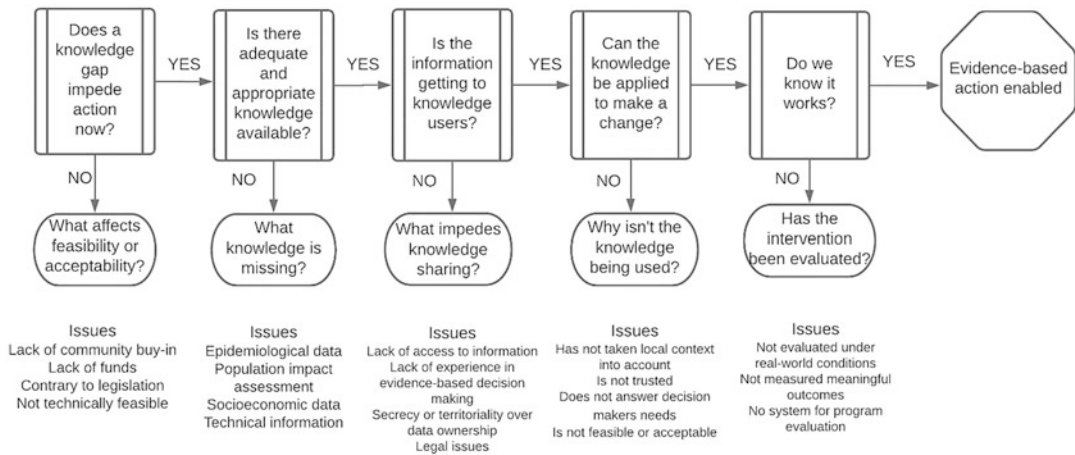 Does a
knowledge
gap
impede
action
now?
YES
Is there
adequate
and
appropriate
knowledge
available?
YES
Is the
information
getting to
knowledge
users?
YES
Can the
knowledge
be applied
to make a
change?
YES
Do we
know it
works?
YES
Evidence-based
action enabled
NO
NO
NO
NO
NO
What affects
feasibility or
acceptability?
What
knowledge is
missing?
What impedes
knowledge
sharing?
Why isn't the
knowledge
being used?
Has the
intervention
been evaluated?
Issues
Lack of community buy-in
Lack of funds
Contrary to legislation
Not technically feasible
Issues
Epidemiological data
Population impact
assessment
Socioeconomic data
Technical information
Issues
Lack of access to information
Lack of experience in
evidence-based decision
making
Secrecy or territoriality over
data ownership
Legal issues
Issues
Has not taken local context
into account
Is not trusted
Does not answer decision
makers needs
Is not feasible or acceptable
Issues
Not evaluated under
real-world conditions
Not measured meaningful
outcomes
No system for program
evaluation